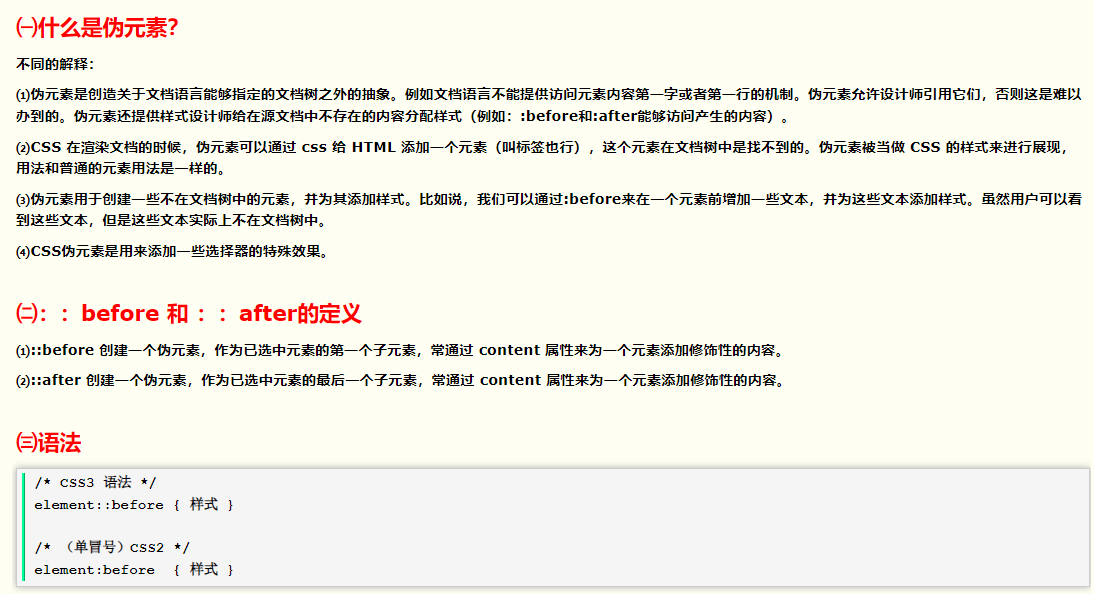 ㈠什么是伪元素？
不同的解释：
⑴伪元素是创造关于文档语言能够指定的文档树之外的抽象。例如文档语言不能提供访问元素内容第一字或者第一行的机制。伪元素允许设计师引用它们，否则这是难以
办到的。伪元素还提供样式设计师给在源文档中不存在的内容分配样式（例如：:before和:after能够访问产生的内容）。
⑵CSS 在渲染文档的时候，伪元素可以通过 css 给 HTML 添加一个元素（叫标签也行），这个元素在文档树中是找不到的。伪元素被当做 CSS 的样式来进行展现，
用法和普通的元素用法是一样的。
⑶伪元素用于创建一些不在文档树中的元素，并为其添加样式。比如说，我们可以通过:before来在一个元素前增加一些文本，并为这些文本添加样式。虽然用户可以看
到这些文本，但是这些文本实际上不在文档树中。
⑷CSS伪元素是用来添加一些选择器的特殊效果。
㈡：：before 和 ：：after的定义
⑴::before 创建一个伪元素，作为已选中元素的第一个子元素，常通过 content 属性来为一个元素添加修饰性的内容。
⑵::after 创建一个伪元素，作为已选中元素的最后一个子元素，常通过 content 属性来为一个元素添加修饰性的内容。
㈢语法
/* CSS3 语法 */
element::before { 样式 }
/* （单冒号）CSS2 */
element:before  { 样式 }